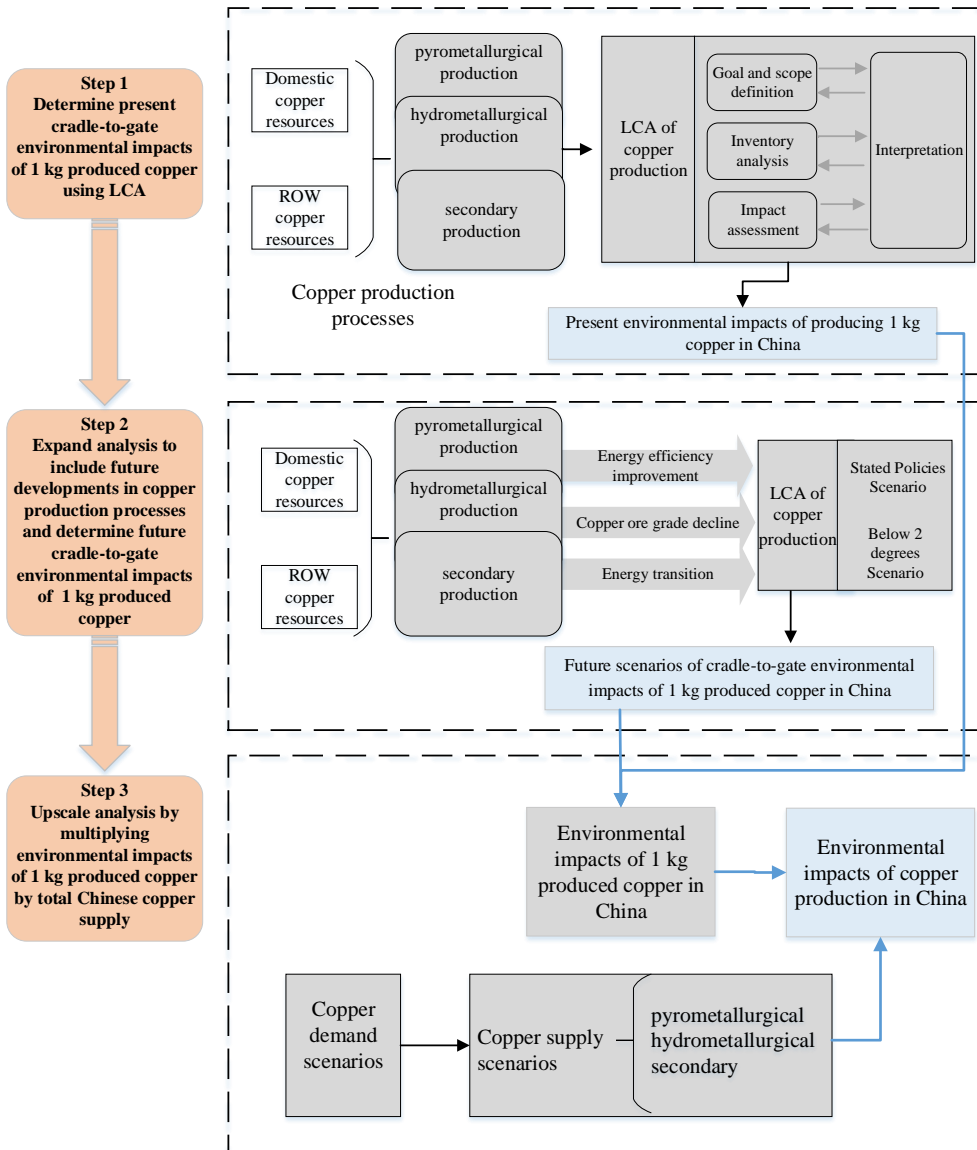 Step 1
Determine present
cradle-to-gate
environmental impacts
of 1 kg produced copper
using LCA
Domestic
copper
resources
ROW
copper
resources
pyrometallurgical
production
hydrometallurgical
production
secondary
production
Copper production
processes
LCA of
copper
production
Goal and scope
definition
Inventory
analysis
Impact
assessment
Interpretation
Present environmental impacts of producing 1 kg
copper in China
Step 2
Expand analysis to
include future
developments in copper
production processes
and determine future
cradle-to-gate
environmental impacts
of 1 kg produced
copper
Domestic
copper
resources
ROW
copper
resources
pyrometallurgical
production
hydrometallurgical
production
secondary
production
Energy efficiency
improvement
Copper ore grade decline
Energy transition
LCA of
copper
production
Stated Policies
Scenario
Below 2
degrees
Scenario
Future scenarios of cradle-to-gate environmental
impacts of 1 kg produced copper in China
Step 3
Upscale analysis by
multiplying
environmental impacts
of 1 kg produced copper
by total Chinese copper
supply
Environmental
impacts of 1 kg
produced copper in
China
Environmental
impacts of copper
production in China
Copper
demand
scenarios
Copper supply
scenarios
pyrometallurgical
hydrometallurgical
secondary